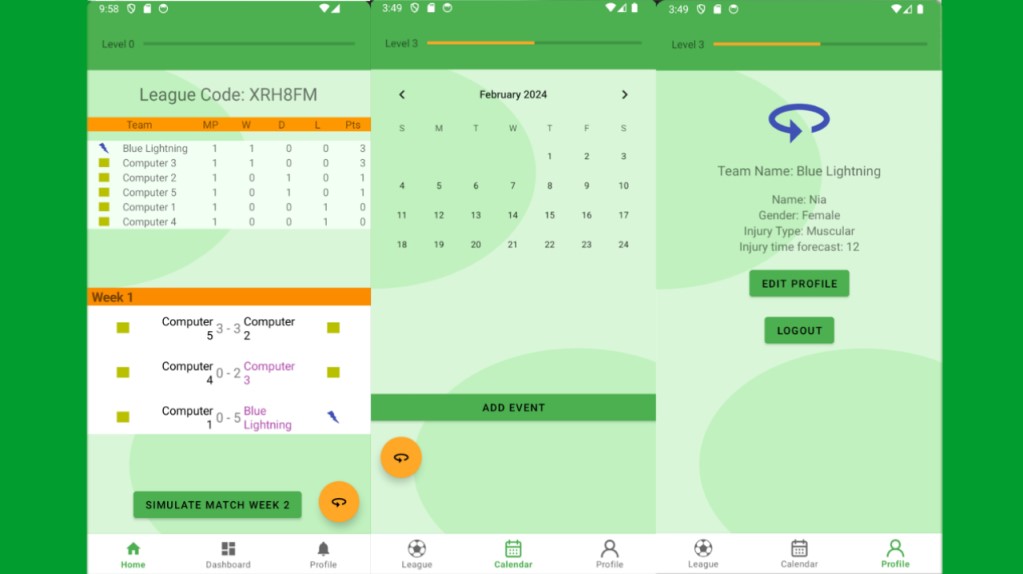 9:58
Level 0
League Code: XRH8FM
Team MP W D L Pts
Blue Lightning 1 1 0 0 3
Computer 3 1 1 0 0 3
Computer 2 1 0 1 0 1
Computer 5 1 0 1 0 1
Computer 1 1 0 0 1 0
Computer 4 1 0 0 1 0
Week 1
Computer 5 3 - 3 Computer 2
Computer 4 0 - 2 Computer 3
Computer 1 0 - 5 Blue Lightning
SIMULATE MATCH WEEK 2
Home Dashboard Profile
3:49
Level 3
February 2024
S M T W T F S
1 2 3
4 5 6 7 8 9 10
11 12 13 14 15 16 17
18 19 20 21 22 23 24
ADD EVENT
League Calendar Profile
3:49
Level 3
Team Name: Blue Lightning
Name: Nia
Gender: Female
Injury Type: Muscular
Injury time forecast: 12
EDIT PROFILE
LOGOUT
League Calendar Profile